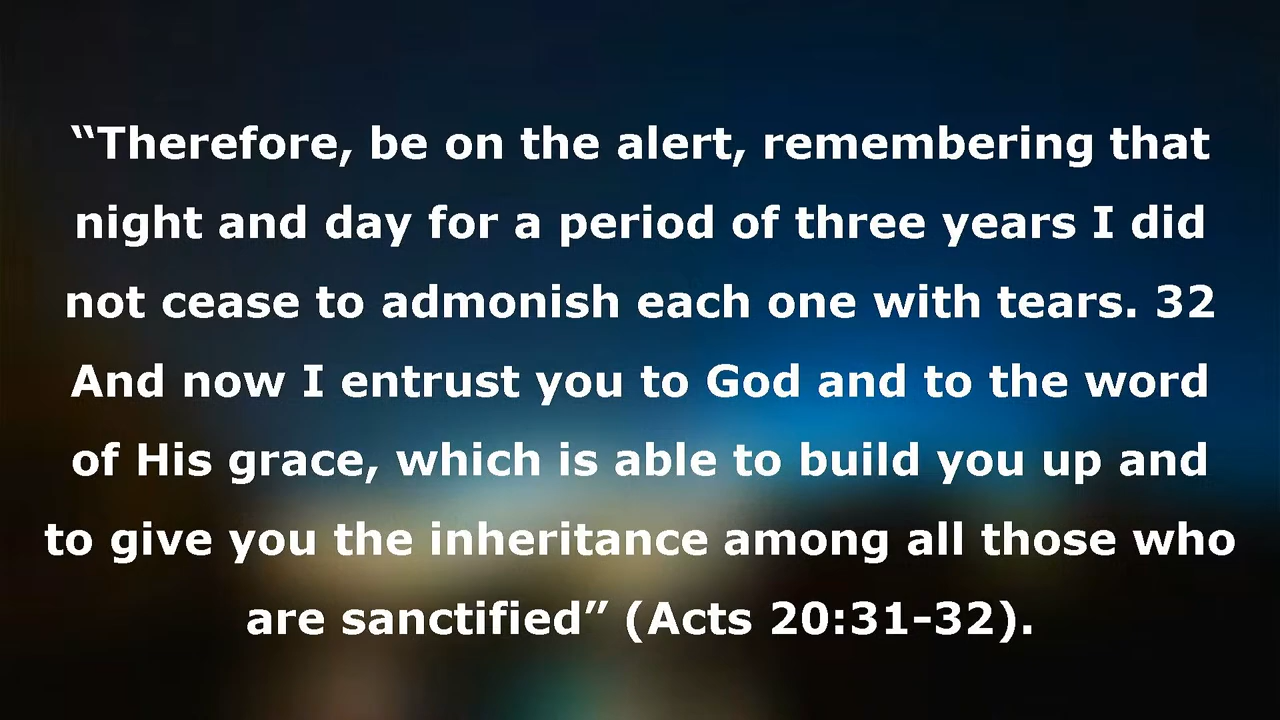 “Therefore, be on the alert, remembering that
night and day for a period of three years I did
not cease to admonish each one with tears. 32
And now I entrust you to God and to the word
of His grace, which is able to build you up and
to give you the inheritance among all those who
are sanctified” (Acts 20:31-32).